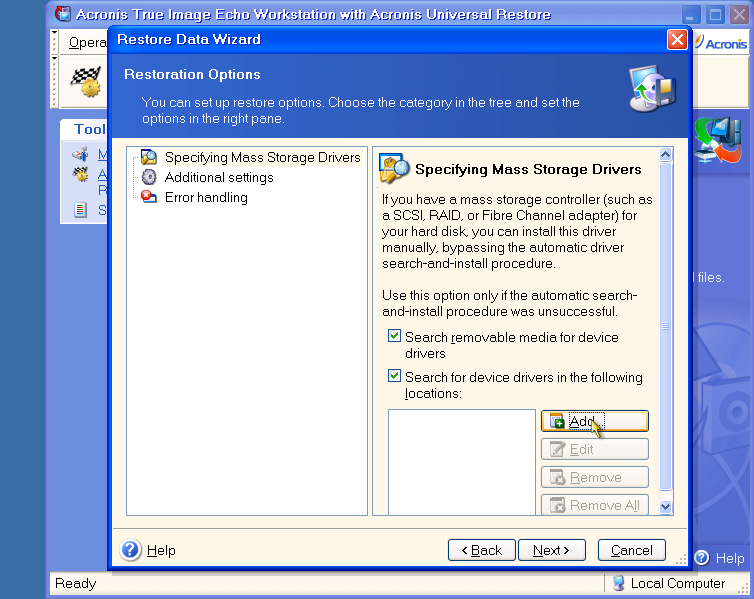 Acronis True Image Echo Workstation with Acronis Universal Restore
Opera
Acronis
Restore Data Wizard
Restoration Options
You can set up restore options. Choose the category in the tree and set the
options in the right pane.
Tool
M
A
R
S
Specifying Mass Storage Drivers
Additional settings
Error handling
Specifying Mass Storage Drivers
If you have a mass storage controller (such as
a SCSI, RAID, or Fibre Channel adapter) for
your hard disk, you can install this driver
manually, bypassing the automatic driver
search-and-install procedure.
Use this option only if the automatic search-
and-install procedure was unsuccessful.
Search removable media for device
drivers
Search for device drivers in the following
locations:
Add...
Edit
Remove
Remove All
files.
Help
< Back
Next >
Cancel
Help
Ready
Local Computer